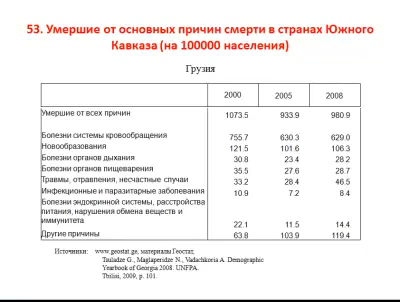 53. Умершие от основных причин смерти в странах Южного
Кавказа (на 100000 населения)
Грузия
2000 2005 2008
Умершие от всех причин 1073.5 933.9 980.9
Болезни системы кровообращения 755.7 630.3 629.0
Новообразования 121.5 101.6 106.3
Болезни органов дыхания 30.8 23.4 28.2
Болезни органов пищеварения 35.5 27.6 28.7
Травмы, отравления, несчастные случаи 33.2 28.4 46.5
Инфекционные и паразитарные заболевания 10.9 7.2 8.4
Болезни эндокринной системы, расстройства
питания, нарушения обмена веществ и
иммунитета 22.1 11.5 14.4
Другие причины 63.8 103.9 119.4
Источники: www.geostat.ge, материалы Геостат,
Tsuladze G., Maglaperidze N., Vadachkoria A. Demographic
Yearbook of Georgia 2008. UNFPA.
Tbilisi, 2009, p. 101.